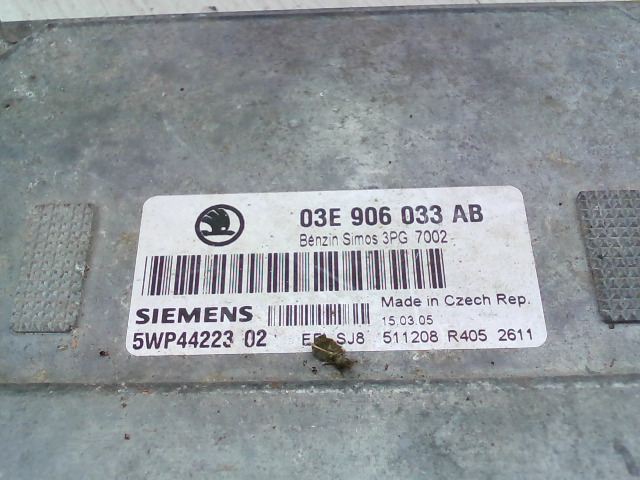 03E 906 033 AB
Benzin Simos 3PG 7002
SIEMENS
Made in Czech Rep.
15.03.05
5WP44223 02
SJ8 511208 R405 2611